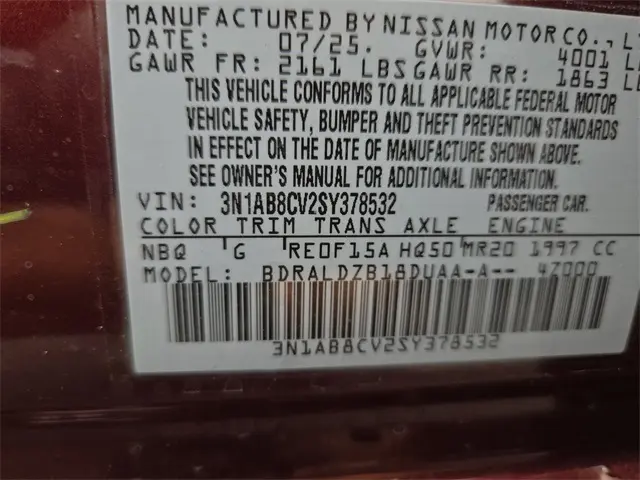 MANUFACTURED BY NISSAN MOTOR CO.,
DATE: 07/25. GVWR: 4001
GAWR FR: 2161 LBS GAWR RR: 1863
THIS VEHICLE CONFORMS TO ALL APPLICABLE FEDERAL MOTOR
VEHICLE SAFETY, BUMPER AND THEFT PREVENTION STANDARDS
IN EFFECT ON THE DATE OF MANUFACTURE SHOWN ABOVE.
SEE OWNER'S MANUAL FOR ADDITIONAL INFORMATION.
VIN: 3N1AB8CV2SY378532 PASSENGER CAR.
COLOR TRIM TRANS AXLE ENGINE
NBQ G RE0F15A HQ50 MR20 1997 CC
MODEL: BDRALDZB18DUAA-A-- 47000
3N1AB8CV2SY378532